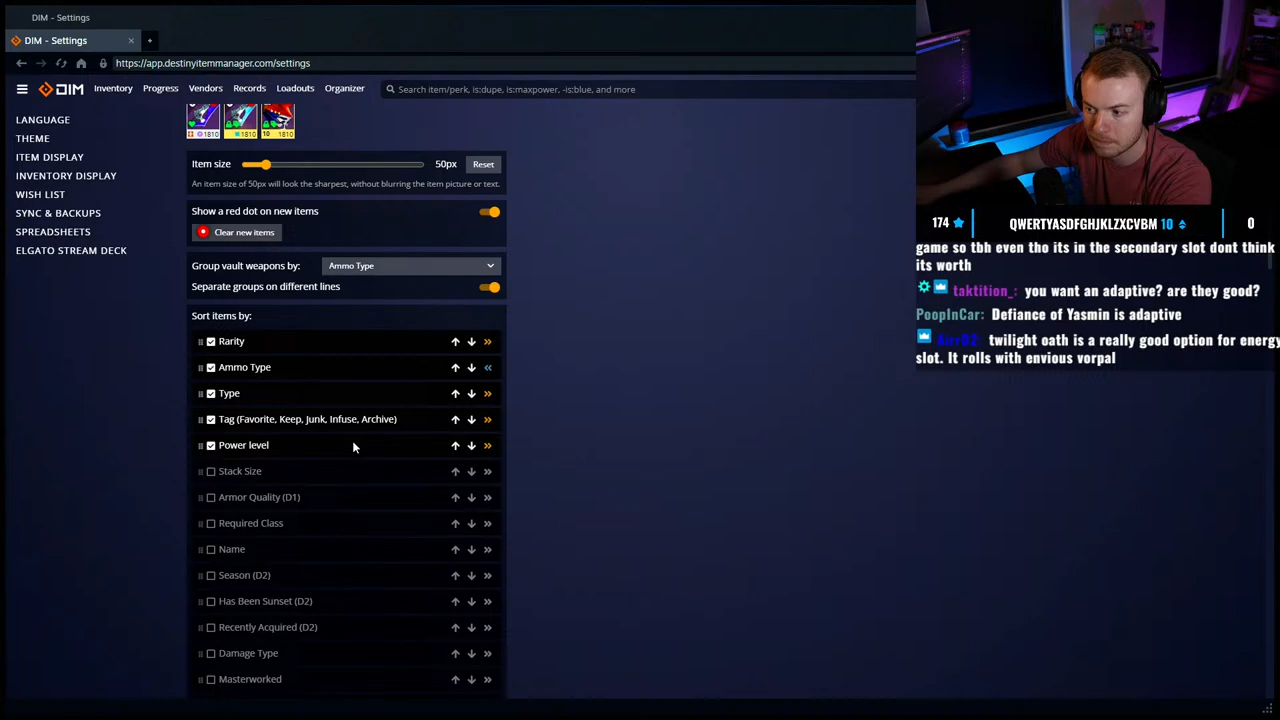 DIM - Settings
DIM - Settings
https://app.destinyitemmanager.com/settings
DIM Inventory Progress Vendors Records Loadouts Organizer Search item/perk, is:dupe, is:maxpower, -is:blue, and more
LANGUAGE
THEME
ITEM DISPLAY
INVENTORY DISPLAY
WISH LIST
SYNC & BACKUPS
SPREADSHEETS
ELGATO STREAM DECK
1810 1810 10 1810
Item size 50px Reset
An item size of 50px will look the sharpest, without blurring the item picture or text.
Show a red dot on new items
Clear new items
Group vault weapons by: Ammo Type
Separate groups on different lines
Sort items by:
Rarity
Ammo Type
Type
Tag (Favorite, Keep, Junk, Infuse, Archive)
Power level
Stack Size
Armor Quality (D1)
Required Class
Name
Season (D2)
Has Been Sunset (D2)
Recently Acquired (D2)
Damage Type
Masterworked
174 QWERTYASDFGHJKLZXCVBM 10 0
game so tbh even tho its in the secondary slot dont think
its worth
taktition_: you want an adaptive? are they good?
PoopInCar: Defiance of Yasmin is adaptive
twilight oath is a really good option for energy
slot. It rolls with envious vorpal